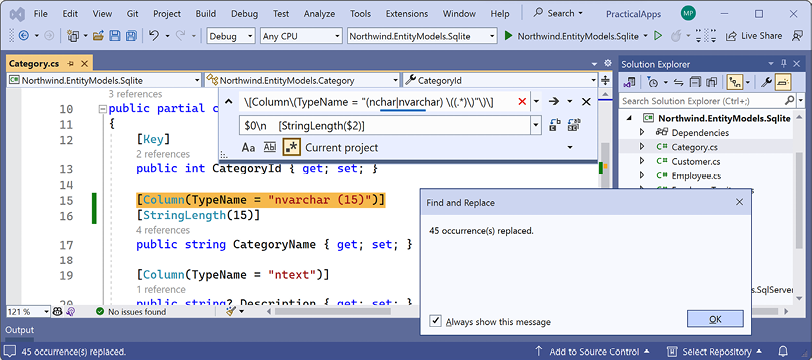 File Edit View Git Project Build Debug Test Analyze Tools Extensions Window Help Search PracticalApps MP
Debug Any CPU Northwind.EntityModels.Sqlite Northwind.EntityModels.Sqlite Live Share
Category.cs
Northwind.EntityModels.Sqlite Northwind.EntityModels.Category CategoryId
3 references
10 public partial c
11 {
12 [Key]
2 references
13 public int CategoryId { get; set; }
14
15 [Column(TypeName = "nvarchar (15)")]
16 [StringLength(15)]
4 references
17 public string CategoryName { get; set; }
18
19 [Column(TypeName = "ntext")]
1 reference
20 public string? Description { get; set; }
\[Column\(TypeName = "(nchar|nvarchar) \((.*)\)"\)\]
$0\n    [StringLength($2)]
Aa Ab .* Current project
Solution Explorer
Search Solution Explorer (Ctrl+;)
Northwind.EntityModels.Sqlite
Dependencies
Category.cs
Customer.cs
Employee.cs
.SqlServer
Find and Replace
45 occurrence(s) replaced.
Always show this message
OK
121 % No issues found
Output
45 occurrence(s) replaced. Add to Source Control Select Repository